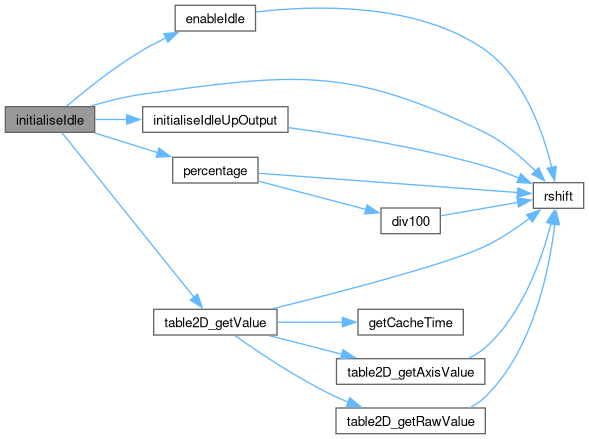 enableIdle
initialiseIdle
initialiseIdleUpOutput
percentage
rshift
div100
table2D_getValue
getCacheTime
table2D_getAxisValue
table2D_getRawValue